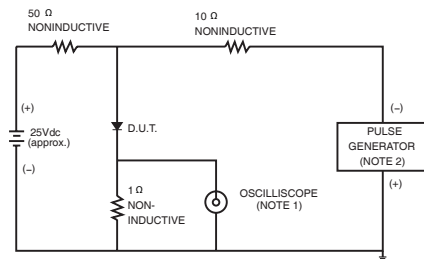 50 Ω
NONINDUCTIVE
10 Ω
NONINDUCTIVE
(+)
25Vdc
(approx.)
(−)
D.U.T.
1 Ω
NON-
INDUCTIVE
OSCILLISCOPE
(NOTE 1)
(−)
PULSE
GENERATOR
(NOTE 2)
(+)